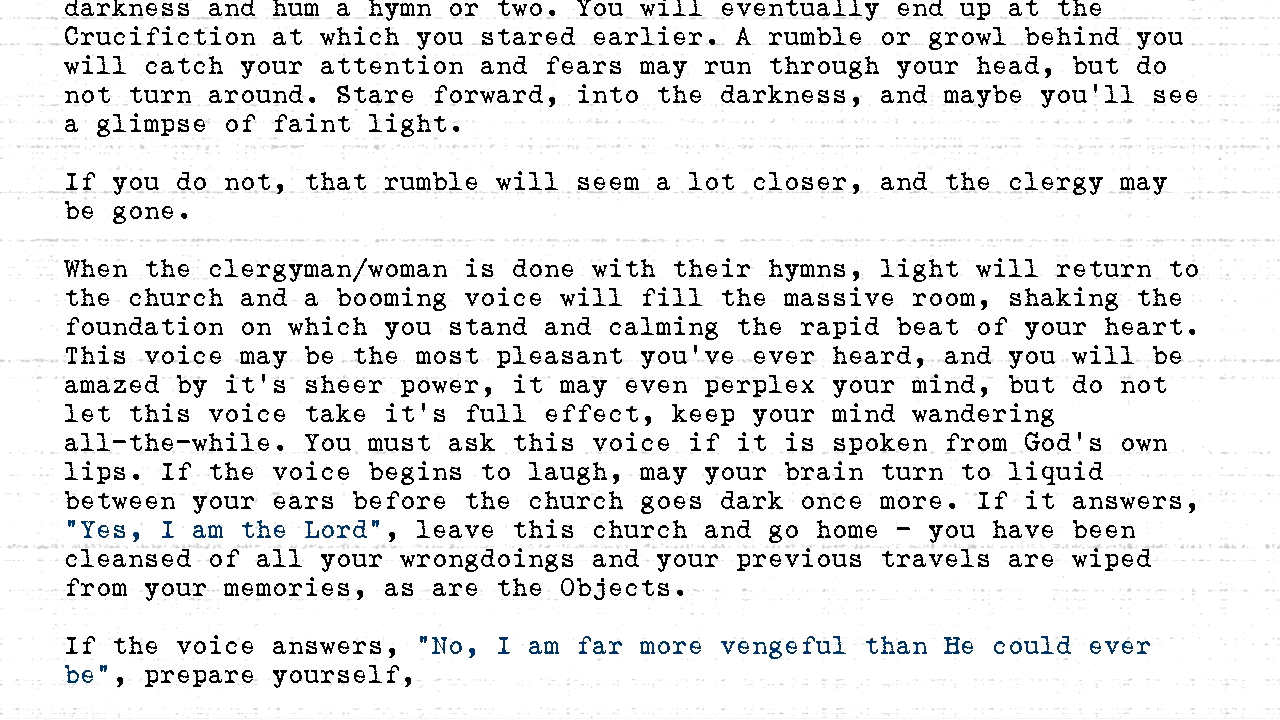 darkness and hum a hymn or two. You will eventually end up at the
Crucifiction at which you stared earlier. A rumble or growl behind you
will catch your attention and fears may run through your head, but do
not turn around. Stare forward, into the darkness, and maybe you'll see
a glimpse of faint light.
If you do not, that rumble will seem a lot closer, and the clergy may
be gone.
When the clergyman/woman is done with their hymns, light will return to
the church and a booming voice will fill the massive room, shaking the
foundation on which you stand and calming the rapid beat of your heart.
This voice may be the most pleasant you've ever heard, and you will be
amazed by it's sheer power, it may even perplex your mind, but do not
let this voice take it's full effect, keep your mind wandering
all-the-while. You must ask this voice if it is spoken from God's own
lips. If the voice begins to laugh, may your brain turn to liquid
between your ears before the church goes dark once more. If it answers,
"Yes, I am the Lord", leave this church and go home - you have been
cleansed of all your wrongdoings and your previous travels are wiped
from your memories, as are the Objects.
If the voice answers, "No, I am far more vengeful than He could ever
be", prepare yourself,